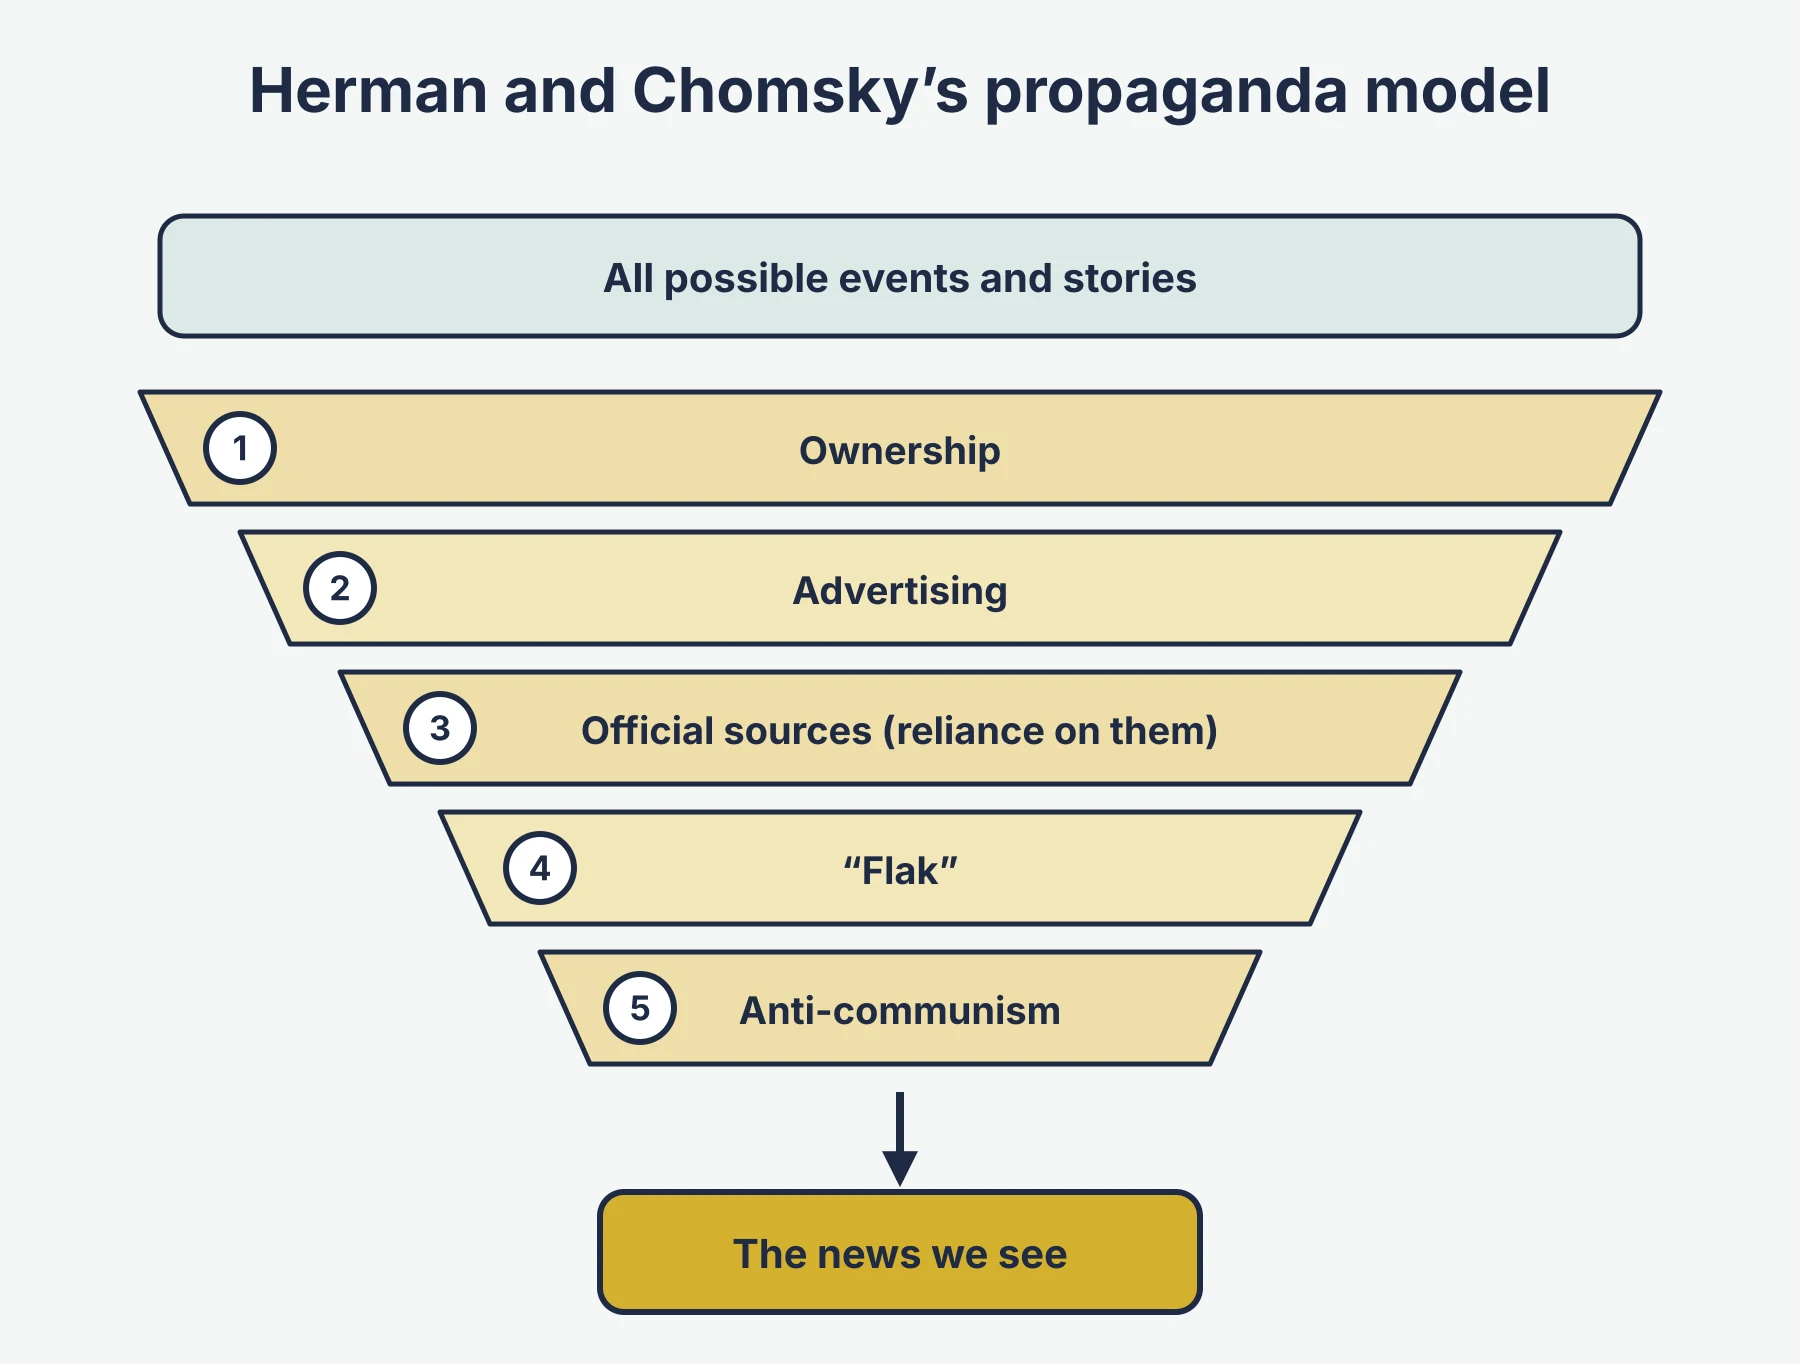 Herman and Chomsky’s propaganda model
All possible events and stories
1
Ownership
2
Advertising
3
Official sources (reliance on them)
4
“Flak”
5
Anti-communism
The news we see